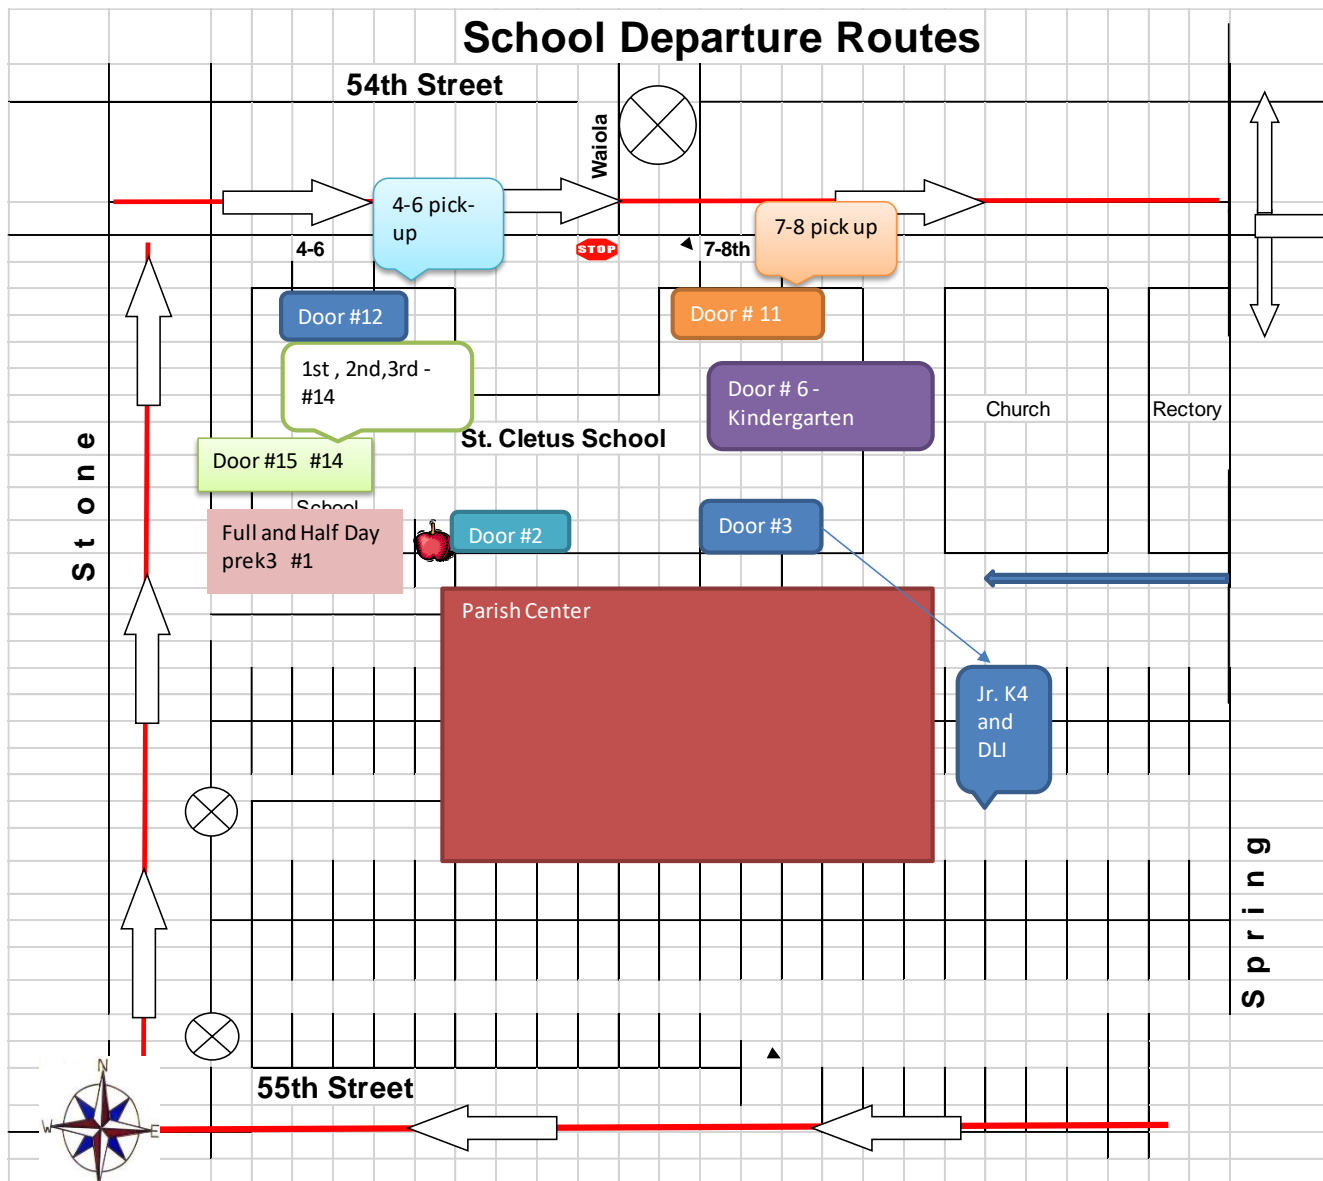 School Departure Routes
54th Street
Waiola
4-6 pick-
up
7-8 pick up
4-6
STOP
7-8th
Door #12
Door # 11
1st , 2nd,3rd -
#14
Door # 6 -
Kindergarten
Church
Rectory
St. Cletus School
Stone
Door #15 #14
School
Full and Half Day
prek3 #1
Door #2
Door #3
Parish Center
Jr. K4
and
DLI
Spring
55th Street
N
W
E